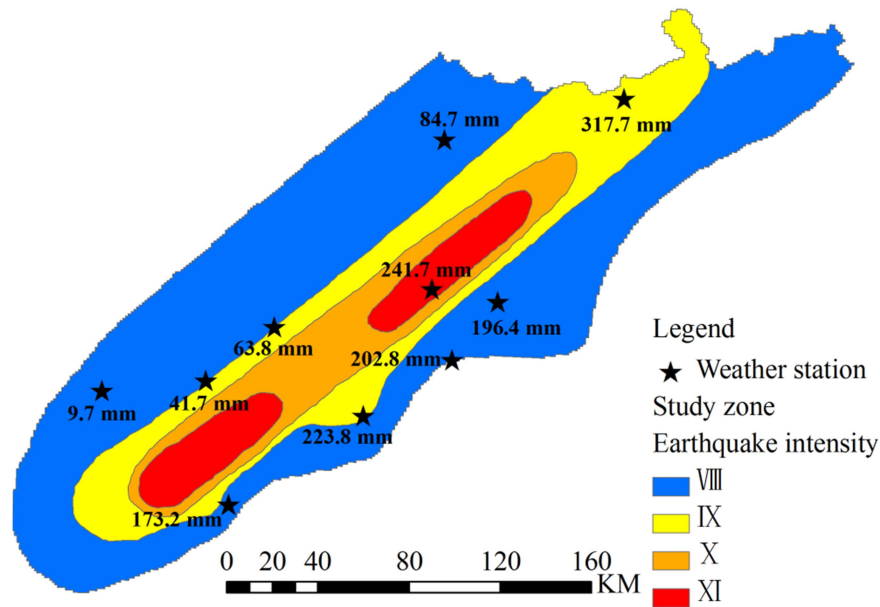 84.7 mm
317.7 mm
241.7 mm
196.4 mm
63.8 mm
202.8 mm
9.7 mm
41.7 mm
223.8 mm
173.2 mm
Legend
Weather station
Study zone
Earthquake intensity
Ⅷ
Ⅸ
Ⅹ
Ⅺ
0 20 40 80 120 160
KM